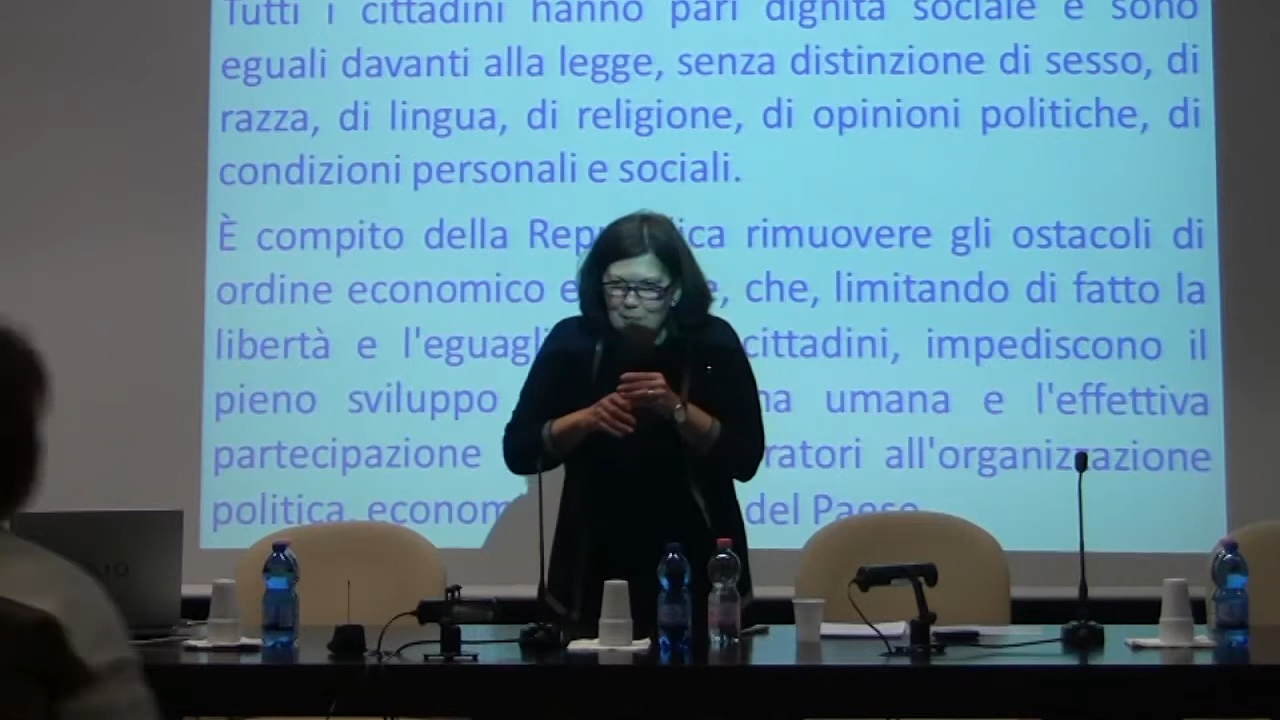 Tutti i cittadini hanno pari dignità sociale e sono
eguali davanti alla legge, senza distinzione di sesso, di
razza, di lingua, di religione, di opinioni politiche, di
condizioni personali e sociali.
È compito della Rep ica rimuovere gli ostacoli di
ordine economico e e, che, limitando di fatto la
libertà e l'eguagli cittadini, impediscono il
pieno sviluppo na umana e l'effettiva
partecipazione ratori all'organizzazione
politica, econom del Paese